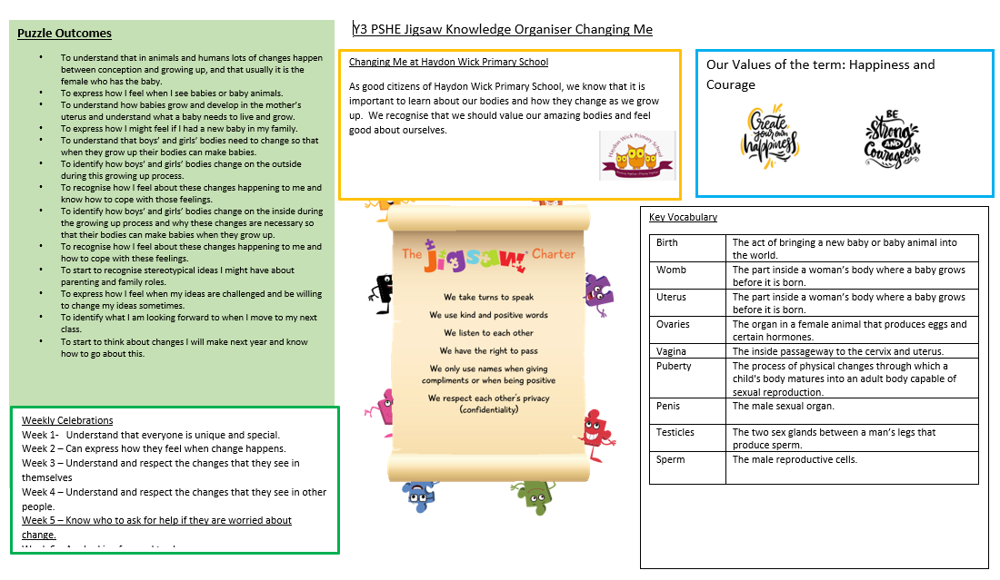 Puzzle Outcomes
• To understand that in animals and humans lots of changes happen
between conception and growing up, and that usually it is the
female who has the baby.
• To express how I feel when I see babies or baby animals.
• To understand how babies grow and develop in the mother's
uterus and understand what a baby needs to live and grow.
• To express how I might feel if I had a new baby in my family.
• To understand that boys' and girls' bodies need to change so that
when they grow up their bodies can make babies.
• To identify how boys' and girls' bodies change on the outside
during this growing up process.
• To recognise how I feel about these changes happening to me and
know how to cope with those feelings.
• To identify how boys' and girls' bodies change on the inside during
the growing up process and why these changes are necessary so
that their bodies can make babies when they grow up.
• To recognise how I feel about these changes happening to me and
how to cope with these feelings.
• To start to recognise stereotypical ideas I might have about
parenting and family roles.
• To express how I feel when my ideas are challenged and be willing
to change my ideas sometimes.
• To identify what I am looking forward to when I move to my next
class.
• To start to think about changes I will make next year and know
how to go about this.
Weekly Celebrations
Week 1- Understand that everyone is unique and special.
Week 2 – Can express how they feel when change happens.
Week 3 – Understand and respect the changes that they see in
themselves
Week 4 – Understand and respect the changes that they see in other
people.
Week 5 – Know who to ask for help if they are worried about
change.
Y3 PSHE Jigsaw Knowledge Organiser Changing Me
Changing Me at Haydon Wick Primary School
As good citizens of Haydon Wick Primary School, we know that it is
important to learn about our bodies and how they change as we grow
up. We recognise that we should value our amazing bodies and feel
good about ourselves.
Haydon Wick Primary School
The Jigsaw Charter
We take turns to speak
We use kind and positive words
We listen to each other
We have the right to pass
We only use names when giving
compliments or when being positive
We respect each other's privacy
(confidentiality)
Our Values of the term: Happiness and
Courage
Create
your own
happiness
BE
Strong
AND
Courageous
Key Vocabulary
Birth The act of bringing a new baby or baby animal into
the world.
Womb The part inside a woman's body where a baby grows
before it is born.
Uterus The part inside a woman's body where a baby grows
before it is born.
Ovaries The organ in a female animal that produces eggs and
certain hormones.
Vagina The inside passageway to the cervix and uterus.
Puberty The process of physical changes through which a
child's body matures into an adult body capable of
sexual reproduction.
Penis The male sexual organ.
Testicles The two sex glands between a man's legs that
produce sperm.
Sperm The male reproductive cells.